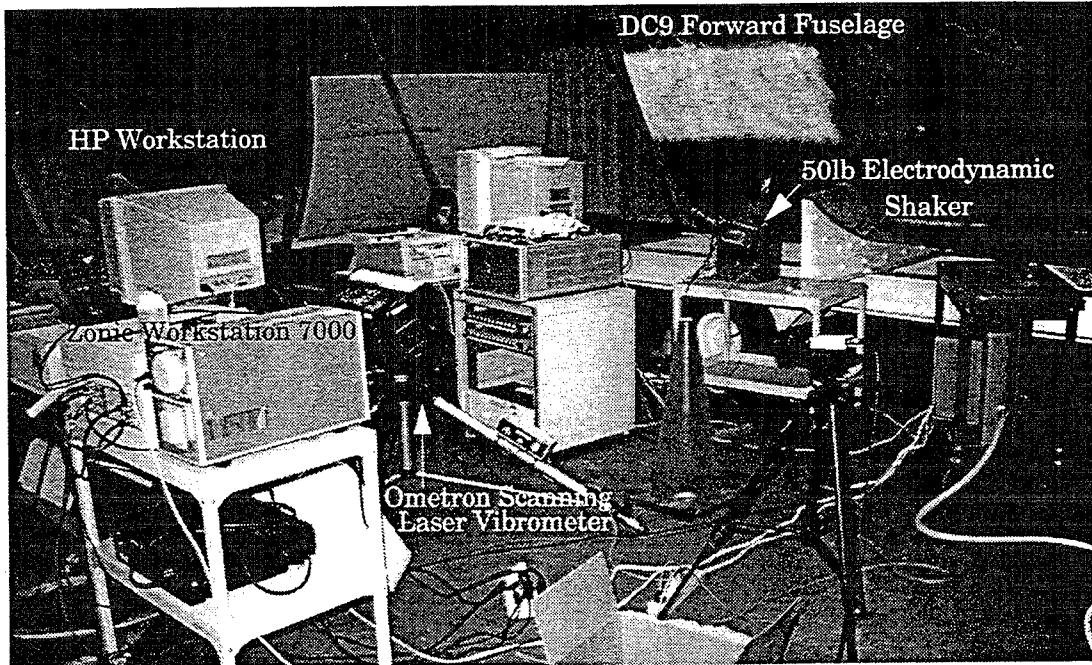 DC9 Forward Fuselage
HP Workstation
50lb Electrodynamic
Shaker
Zonic Workstation 7000
Ometron Scanning
Laser Vibrometer